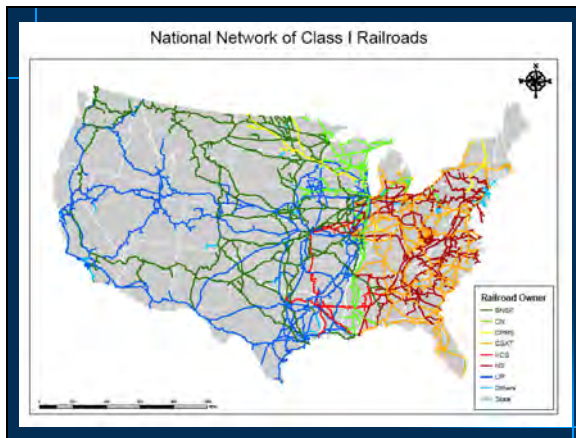 National Network of Class I Railroads
Railroad Owner
BNSF
CN
CPRS
CSXT
KCS
NS
UP
Others
State